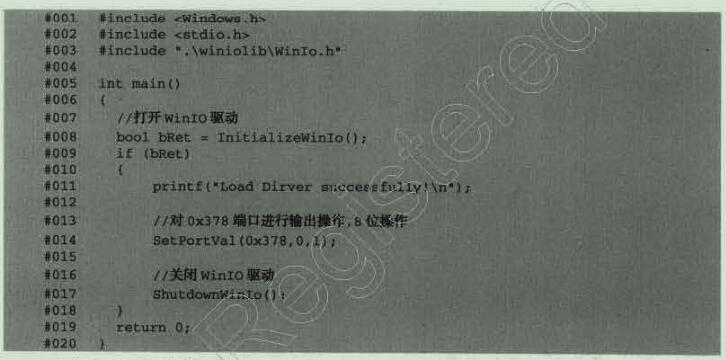 #001 #include <Windows.h>
#002 #include <stdio.h>
#003 #include ".\winiolib\WinIo.h"
#004
#005 int main()
#006 {
#007 //打开 WinIO 驱动
#008 bool bRet = InitializeWinIo();
#009 if (bRet)
#010 {
#011 printf("Load Dirver successfully!\n");
#012
#013 //对 0x378 端口进行输出操作,8 位操作
#014 SetPortVal(0x378,0,1);
#015
#016 //关闭 WinIO 驱动
#017 ShutdownWinIo();
#018 }
#019 return 0;
#020 }
Registered